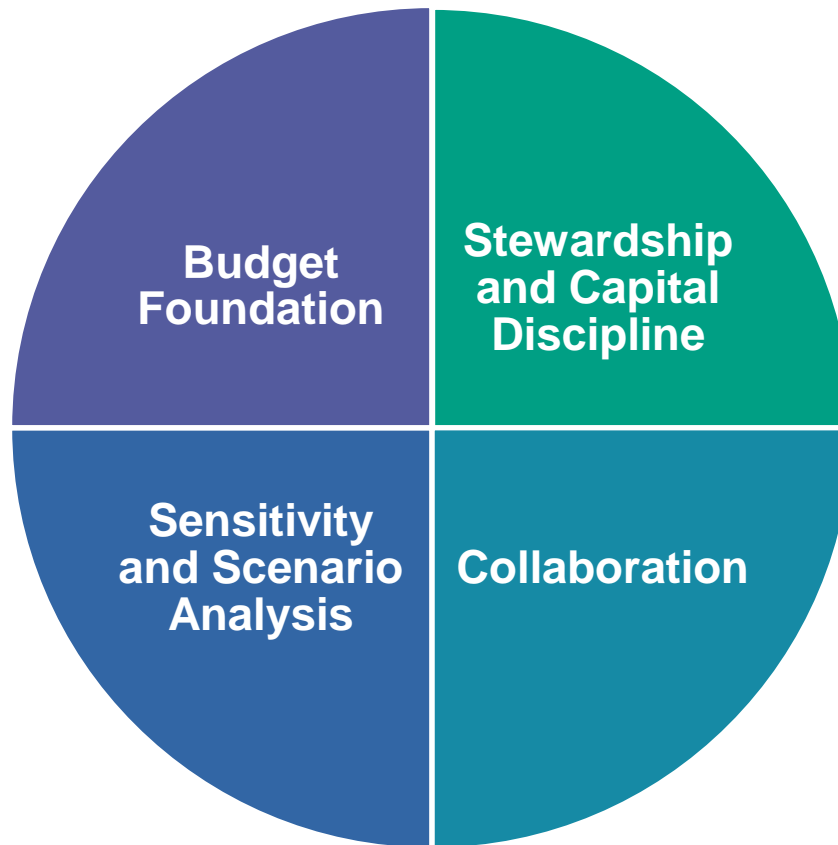 Budget
Foundation
Stewardship
and Capital
Discipline
Sensitivity
and Scenario
Analysis
Collaboration